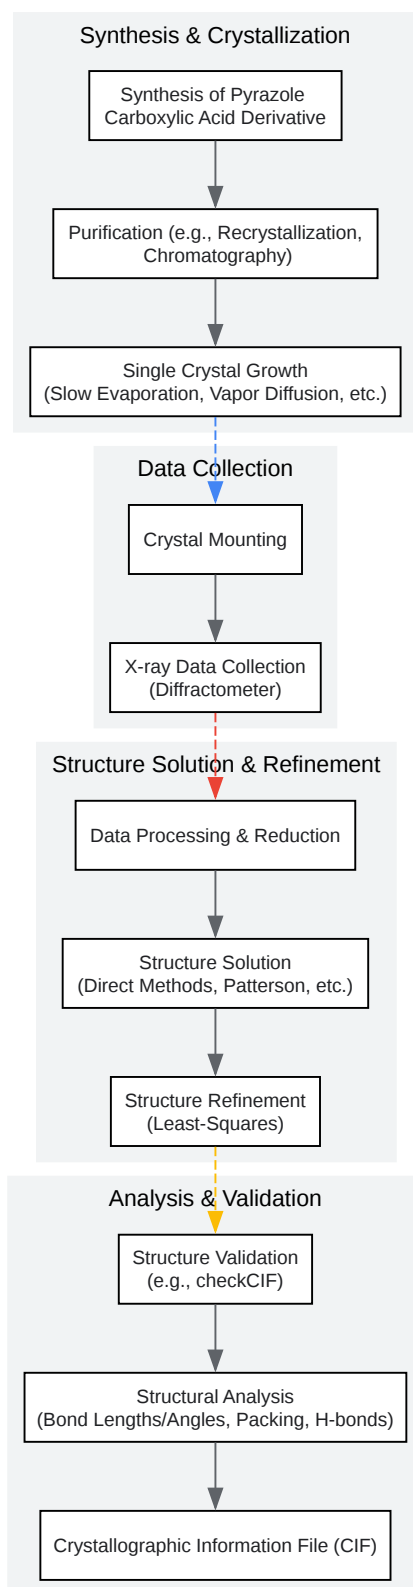 Synthesis & Crystallization
Synthesis of Pyrazole
Carboxylic Acid Derivative
Purification (e.g., Recrystallization,
Chromatography)
Single Crystal Growth
(Slow Evaporation, Vapor Diffusion, etc.)
Data Collection
Crystal Mounting
X-ray Data Collection
(Diffractometer)
Structure Solution & Refinement
Data Processing & Reduction
Structure Solution
(Direct Methods, Patterson, etc.)
Structure Refinement
(Least-Squares)
Analysis & Validation
Structure Validation
(e.g., checkCIF)
Structural Analysis
(Bond Lengths/Angles, Packing, H-bonds)
Crystallographic Information File (CIF)